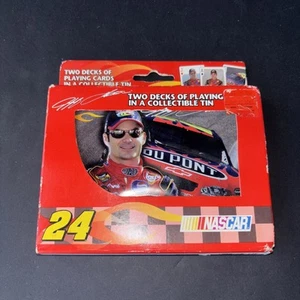 TWO DECKS OF
PLAYING CARDS
IN A COLLECTIBLE TIN
TWO DECKS OF PLAYING
IN A COLLECTIBLE TIN
DU PONT
24
NASCAR